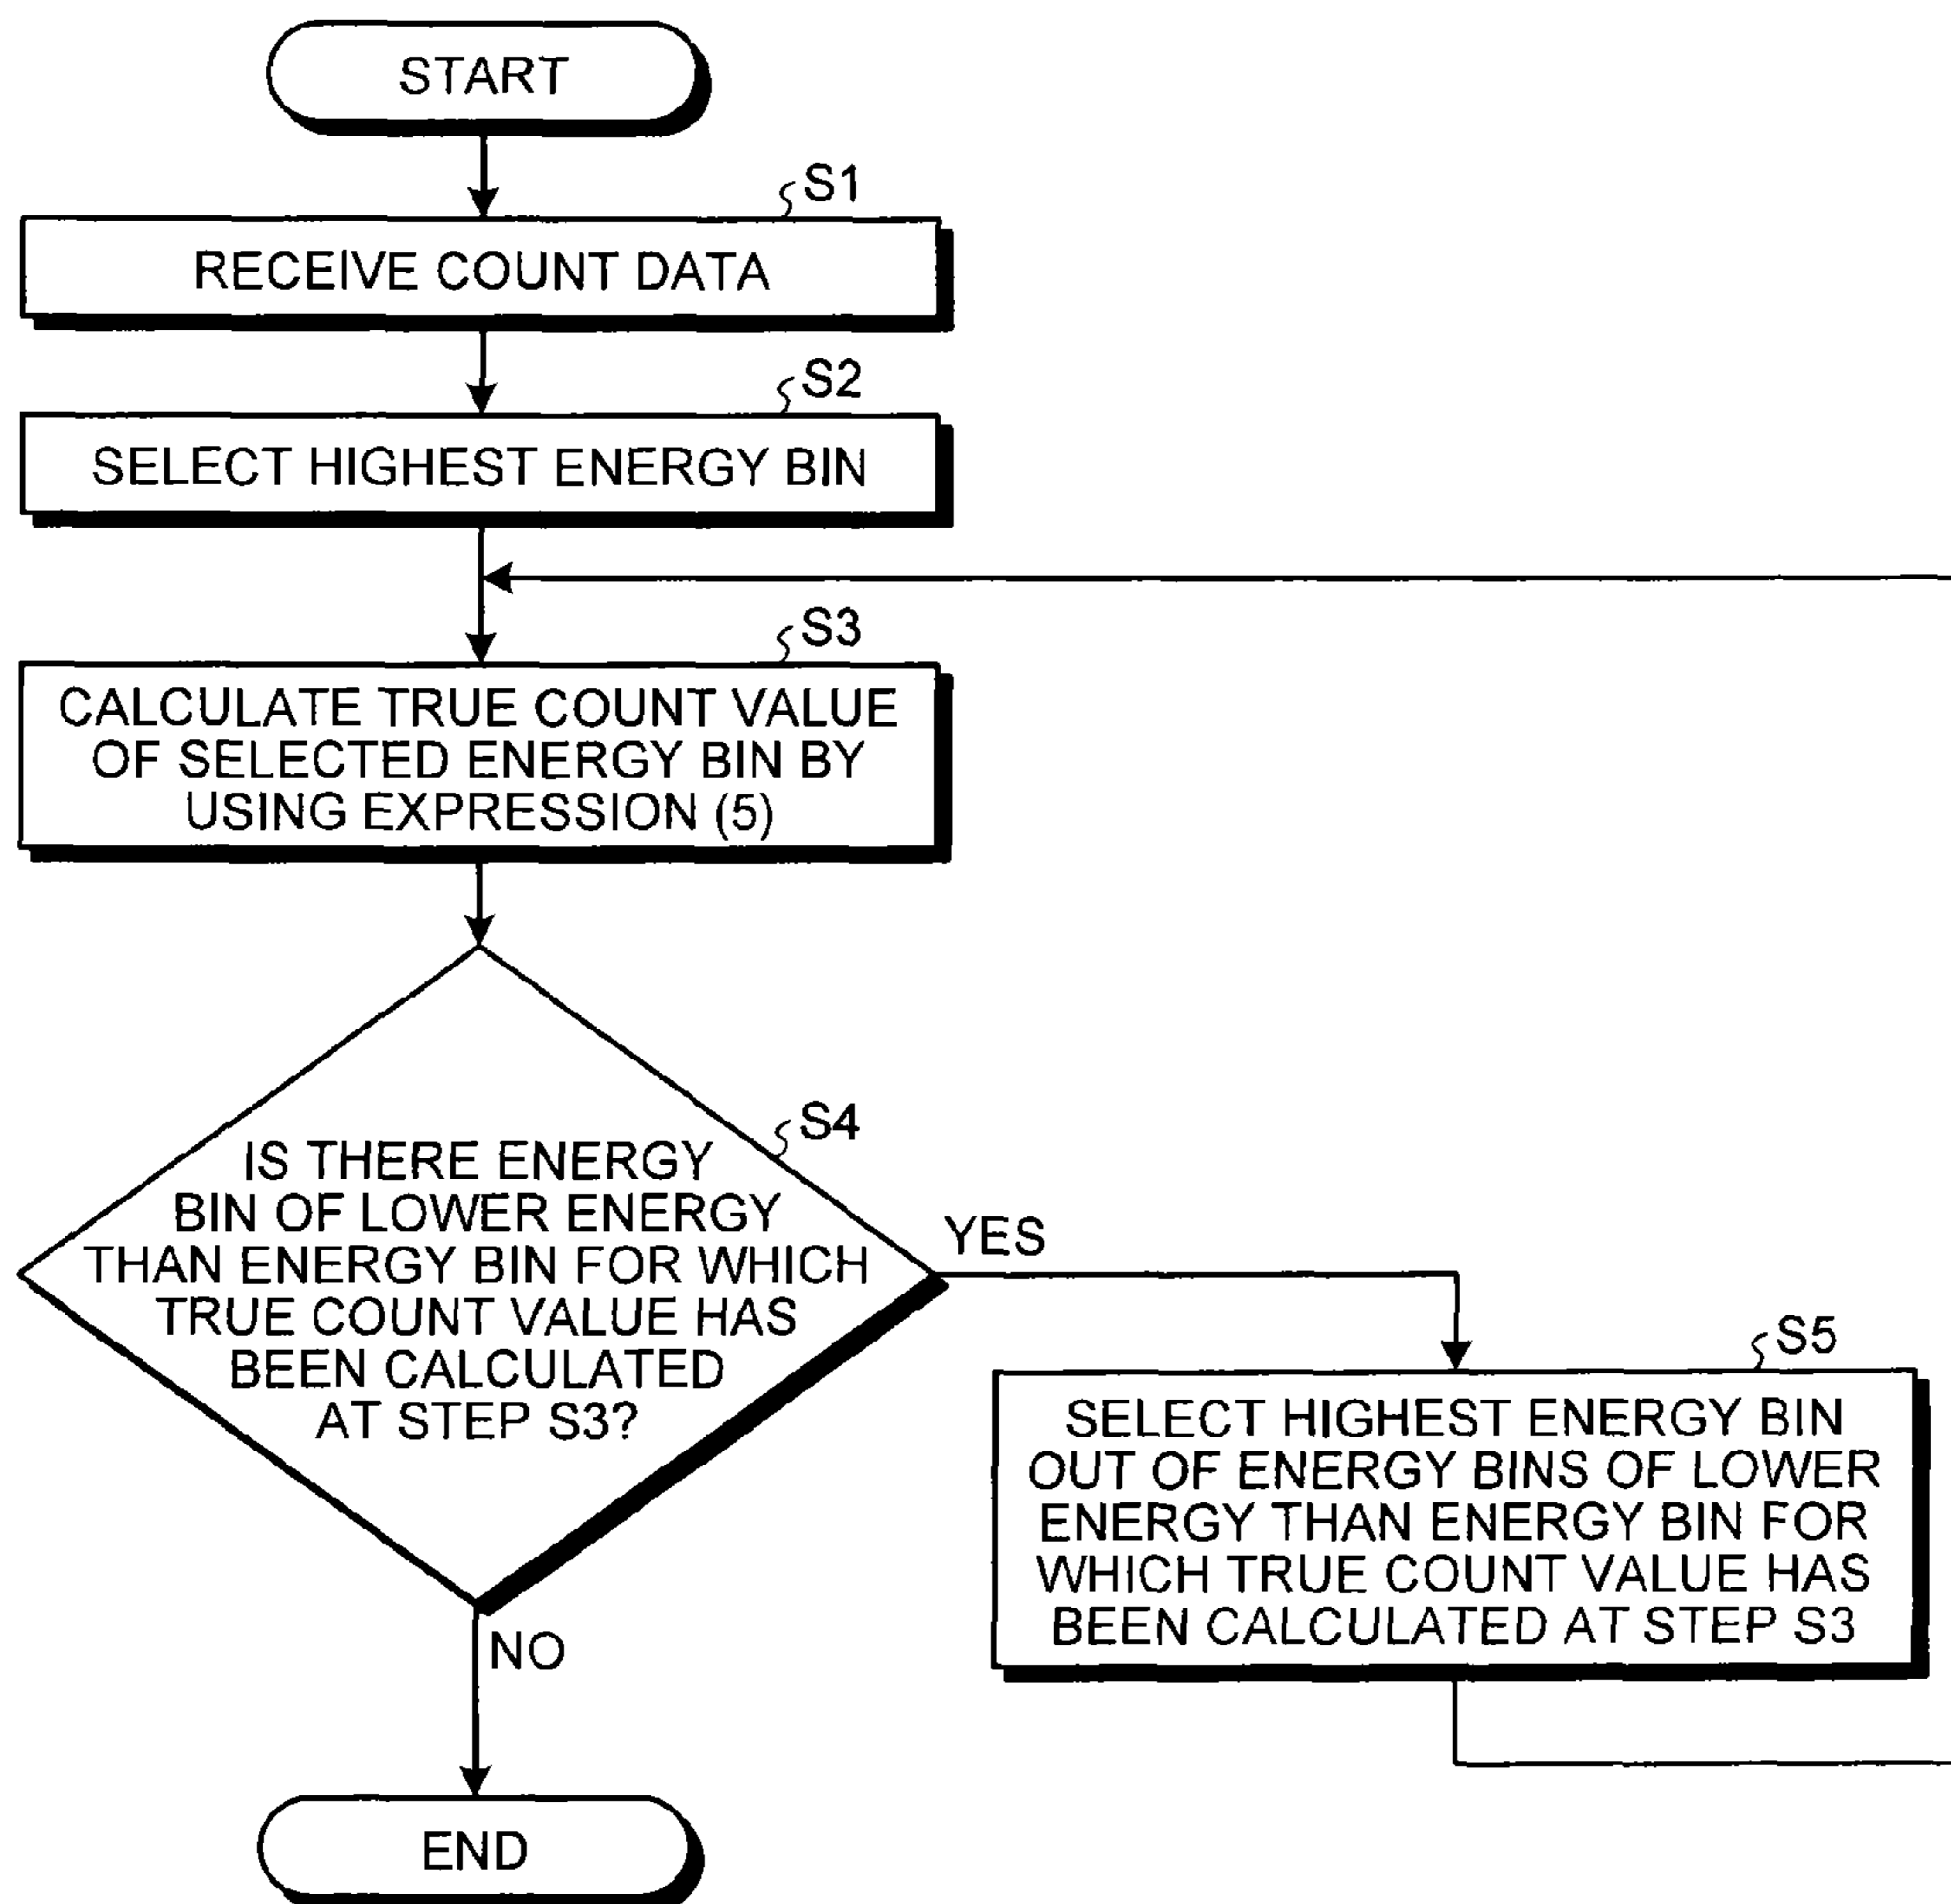 START
S1
RECEIVE COUNT DATA
S2
SELECT HIGHEST ENERGY BIN
S3
CALCULATE TRUE COUNT VALUE
OF SELECTED ENERGY BIN BY
USING EXPRESSION (5)
S4
IS THERE ENERGY
BIN OF LOWER ENERGY
THAN ENERGY BIN FOR WHICH
TRUE COUNT VALUE HAS
BEEN CALCULATED
AT STEP S3?
YES
S5
SELECT HIGHEST ENERGY BIN
OUT OF ENERGY BINS OF LOWER
ENERGY THAN ENERGY BIN FOR
WHICH TRUE COUNT VALUE HAS
BEEN CALCULATED AT STEP S3
NO
END